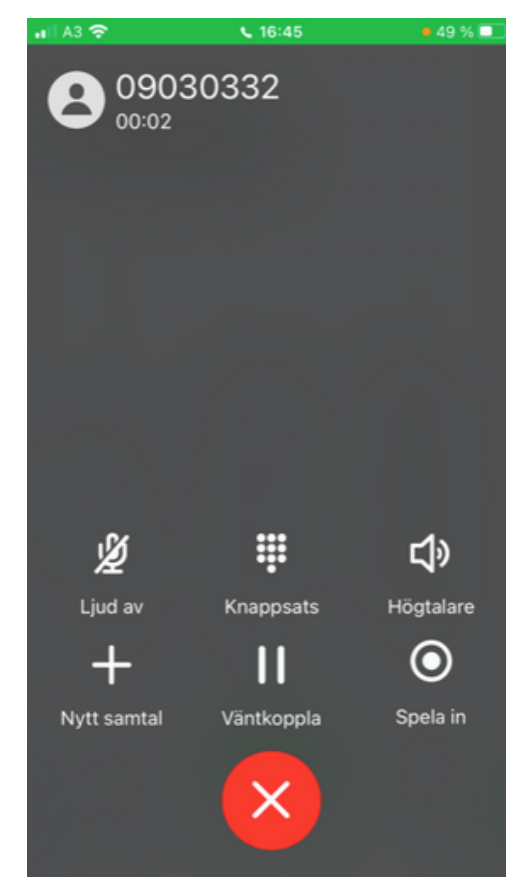 A3 16:45 49 %
09030332
00:02
Ljud av Knappsats Högtalare
Nytt samtal Väntkoppla Spela in